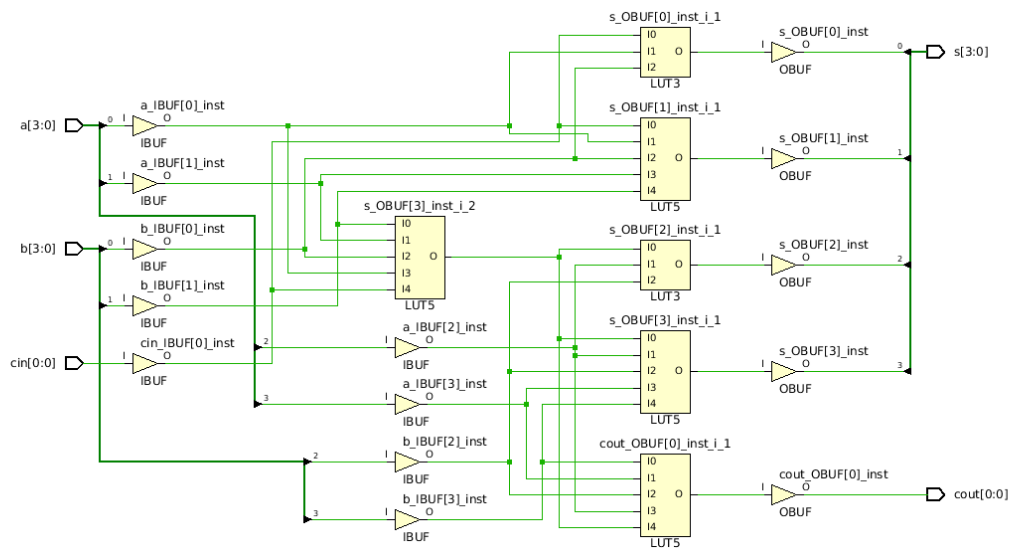 s_OBUF[0]_inst_i_1
I0
I1 O
I2
LUT3
s_OBUF[0]_inst
I O
OBUF
0
s[3:0]
a[3:0]
0
a_IBUF[0]_inst
I O
IBUF
1
a_IBUF[1]_inst
I O
IBUF
s_OBUF[1]_inst_i_1
I0
I1
I2 O
I3
I4
LUT5
s_OBUF[1]_inst
I O
OBUF
1
s_OBUF[3]_inst_i_2
I0
I1
I2 O
I3
I4
LUT5
b[3:0]
0
b_IBUF[0]_inst
I O
IBUF
1
b_IBUF[1]_inst
I O
IBUF
cin[0:0]
cin_IBUF[0]_inst
I O
IBUF
s_OBUF[2]_inst_i_1
I0
I1 O
I2
LUT3
s_OBUF[2]_inst
I O
OBUF
2
2
a_IBUF[2]_inst
I O
IBUF
3
a_IBUF[3]_inst
I O
IBUF
s_OBUF[3]_inst_i_1
I0
I1
I2 O
I3
I4
LUT5
s_OBUF[3]_inst
I O
OBUF
3
2
b_IBUF[2]_inst
I O
IBUF
3
b_IBUF[3]_inst
I O
IBUF
cout_OBUF[0]_inst_i_1
I0
I1
I2 O
I3
I4
LUT5
cout_OBUF[0]_inst
I O
OBUF
cout[0:0]